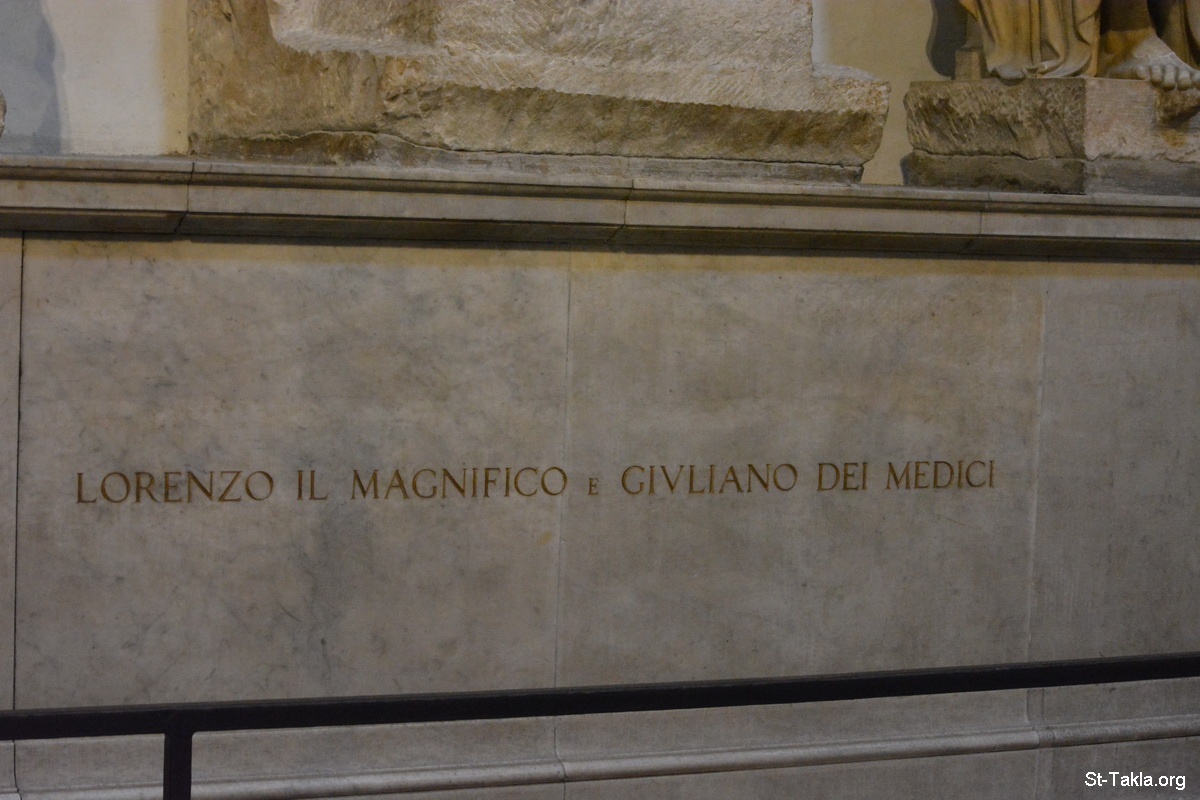 LORENZO IL MAGNIFICO E GIVLIANO DEI MEDICI
St-Takla.org